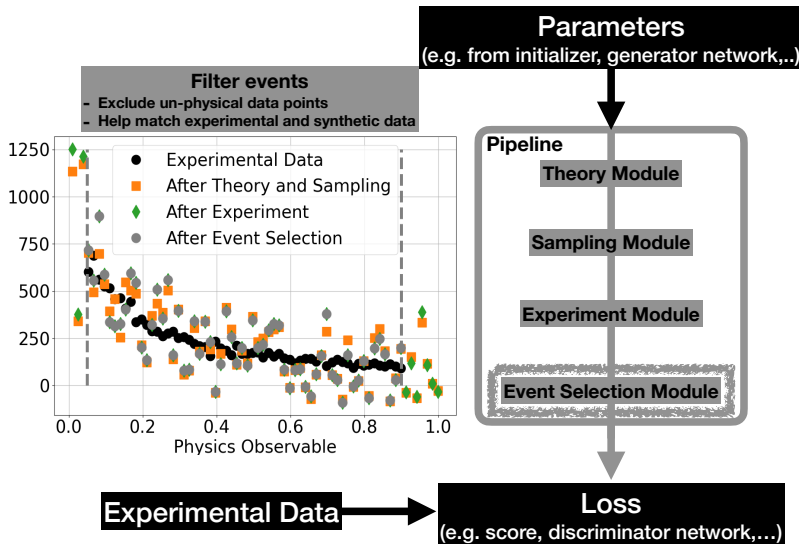 Parameters
(e.g. from initializer, generator network,..)
Filter events
- Exclude un-physical data points
- Help match experimental and synthetic data
1250
1000
750
500
250
0
Experimental Data
After Theory and Sampling
After Experiment
After Event Selection
0.0 0.2 0.4 0.6 0.8 1.0
Physics Observable
Pipeline
Theory Module
Sampling Module
Experiment Module
Event Selection Module
Experimental Data
Loss
(e.g. score, discriminator network,...)